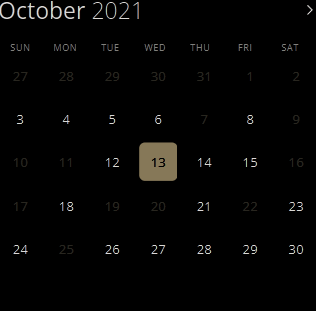 October 2021
SUN MON TUE WED THU FRI SAT
27 28 29 30 31 1 2
3 4 5 6 7 8 9
10 11 12 13 14 15 16
17 18 19 20 21 22 23
24 25 26 27 28 29 30